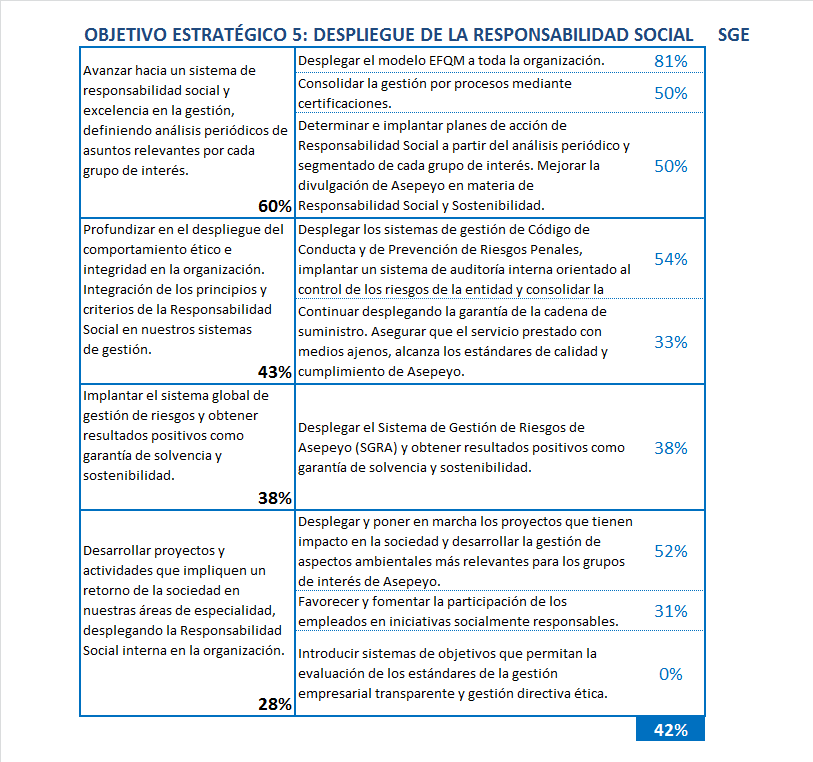 OBJETIVO ESTRATÉGICO 5: DESPLIEGUE DE LA RESPONSABILIDAD SOCIAL SGE
Avanzar hacia un sistema de
responsabilidad social y
excelencia en la gestión,
definiendo análisis periódicos de
asuntos relevantes por cada
grupo de interés.
60%
Desplegar el modelo EFQM a toda la organización.
81%
Consolidar la gestión por procesos mediante
certificaciones.
50%
Determinar e implantar planes de acción de
Responsabilidad Social a partir del análisis periódico y
segmentado de cada grupo de interés. Mejorar la
divulgación de Asepeyo en materia de
Responsabilidad Social y Sostenibilidad.
50%
Profundizar en el despliegue del
comportamiento ético e
integridad en la organización.
Integración de los principios y
criterios de la Responsabilidad
Social en nuestros sistemas
de gestión.
43%
Desplegar los sistemas de gestión de Código de
Conducta y de Prevención de Riesgos Penales,
implantar un sistema de auditoría interna orientado al
control de los riesgos de la entidad y consolidar la
54%
Continuar desplegando la garantía de la cadena de
suministro. Asegurar que el servicio prestado con
medios ajenos, alcanza los estándares de calidad y
cumplimiento de Asepeyo.
33%
Implantar el sistema global de
gestión de riesgos y obtener
resultados positivos como
garantía de solvencia y
sostenibilidad.
38%
Desplegar el Sistema de Gestión de Riesgos de
Asepeyo (SGRA) y obtener resultados positivos como
garantía de solvencia y sostenibilidad.
38%
Desarrollar proyectos y
actividades que impliquen un
retorno de la sociedad en
nuestras áreas de especialidad,
desplegando la Responsabilidad
Social interna en la organización.
28%
Desplegar y poner en marcha los proyectos que tienen
impacto en la sociedad y desarrollar la gestión de
aspectos ambientales más relevantes para los grupos
de interés de Asepeyo.
52%
Favorecer y fomentar la participación de los
empleados en iniciativas socialmente responsables.
31%
Introducir sistemas de objetivos que permitan la
evaluación de los estándares de la gestión
empresarial transparente y gestión directiva ética.
0%
42%